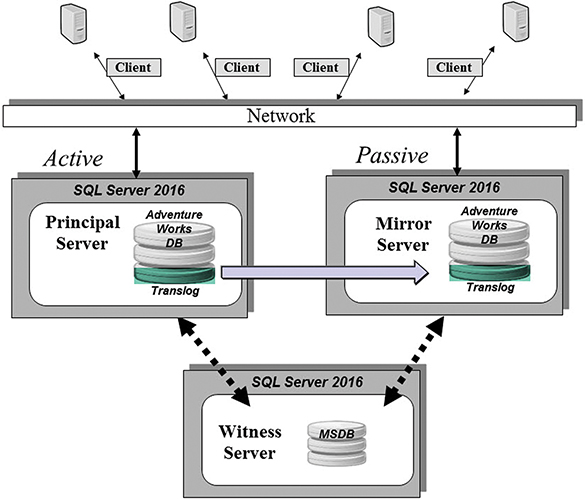 Client
Client
Client
Client
Network
Active
Passive
SQL Server 2016
Principal
Server
Adventure
Works
DB
Translog
SQL Server 2016
Mirror
Server
Adventure
Works
DB
Translog
SQL Server 2016
Witness
Server
MSDB